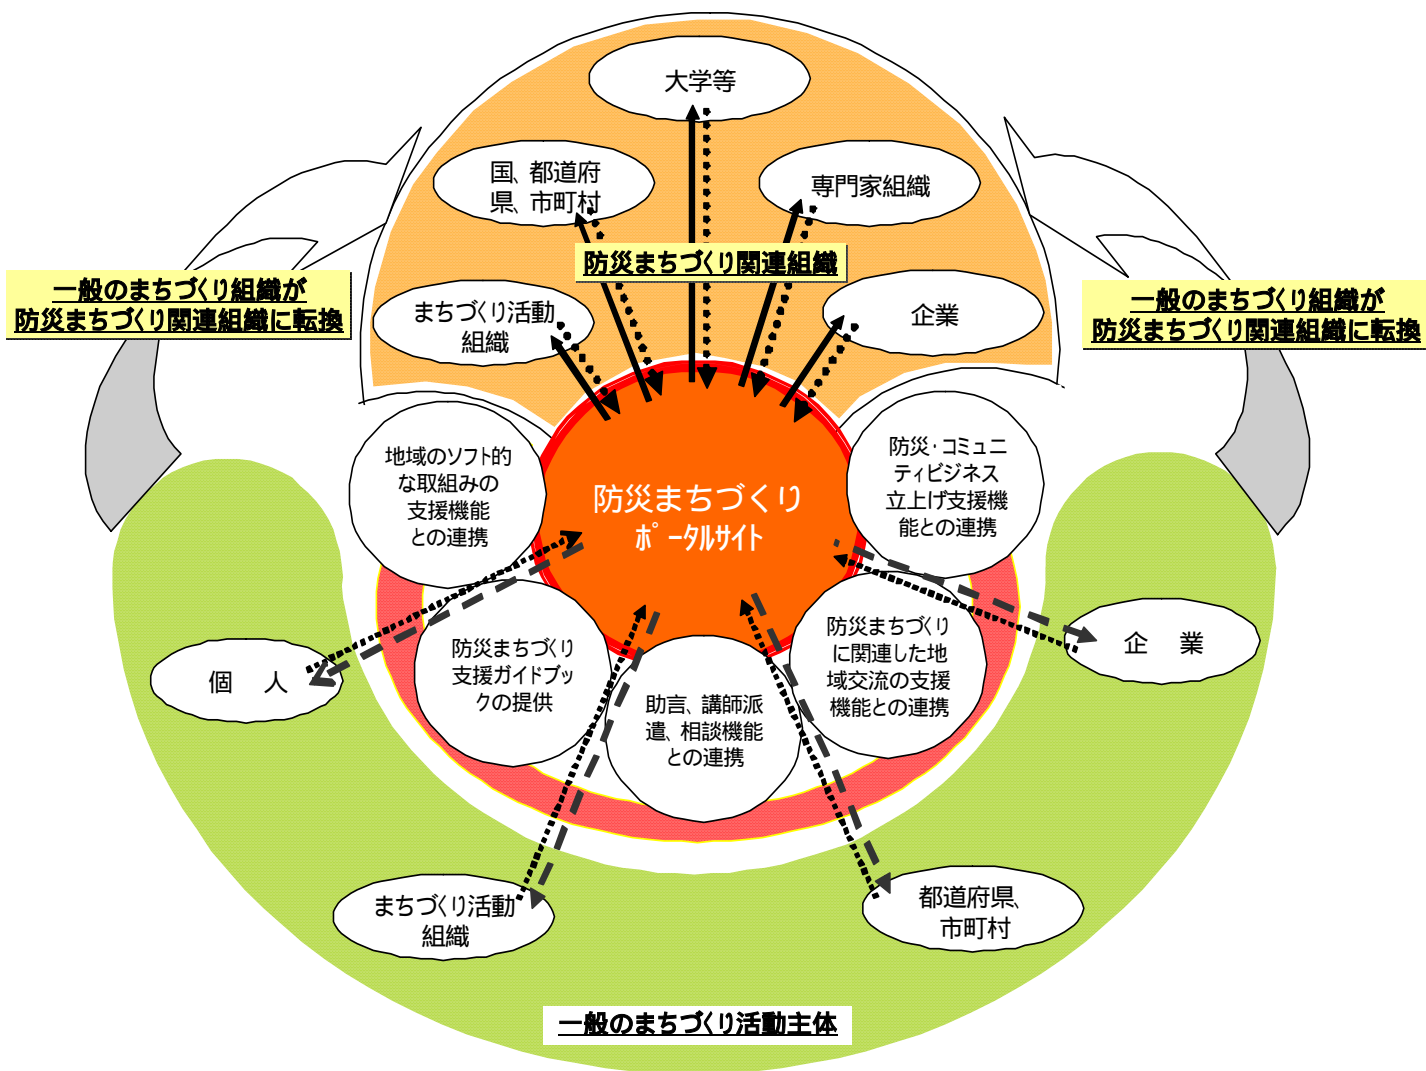 大学等
国、都道府
県、市町村
専門家組織
防災まちづくり関連組織
一般のまちづくり組織が
防災まちづくり関連組織に転換
まちづくり活動
組織
企業
一般のまちづくり組織が
防災まちづくり関連組織に転換
地域のソフト的
な取組みの
支援機能
との連携
防災まちづくり
ポータルサイト
防災・コミュニ
ティビジネス
立上げ支援機
能との連携
防災まちづくり
支援ガイドブッ
クの提供
助言、講師派
遣、相談機能
との連携
防災まちづくり
に関連した地
域交流の支援
機能との連携
個　人
企　業
まちづくり活動
組織
都道府県、
市町村
一般のまちづくり活動主体